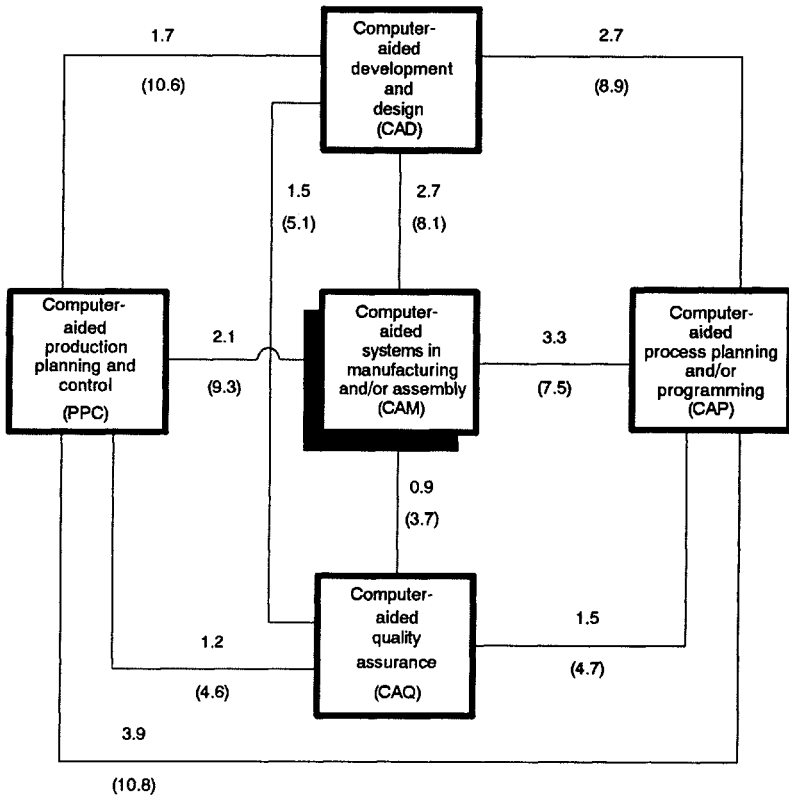 Computer-
aided
development
and
design
(CAD)
1.7
(10.6)
2.7
(8.9)
1.5
(5.1)
2.7
(8.1)
Computer-
aided
production
planning and
control
(PPC)
2.1
(9.3)
Computer-
aided
systems in
manufacturing
and/or assembly
(CAM)
3.3
(7.5)
Computer-
aided
process planning
and/or
programming
(CAP)
0.9
(3.7)
Computer-
aided
quality
assurance
(CAQ)
1.2
(4.6)
1.5
(4.7)
3.9
(10.8)